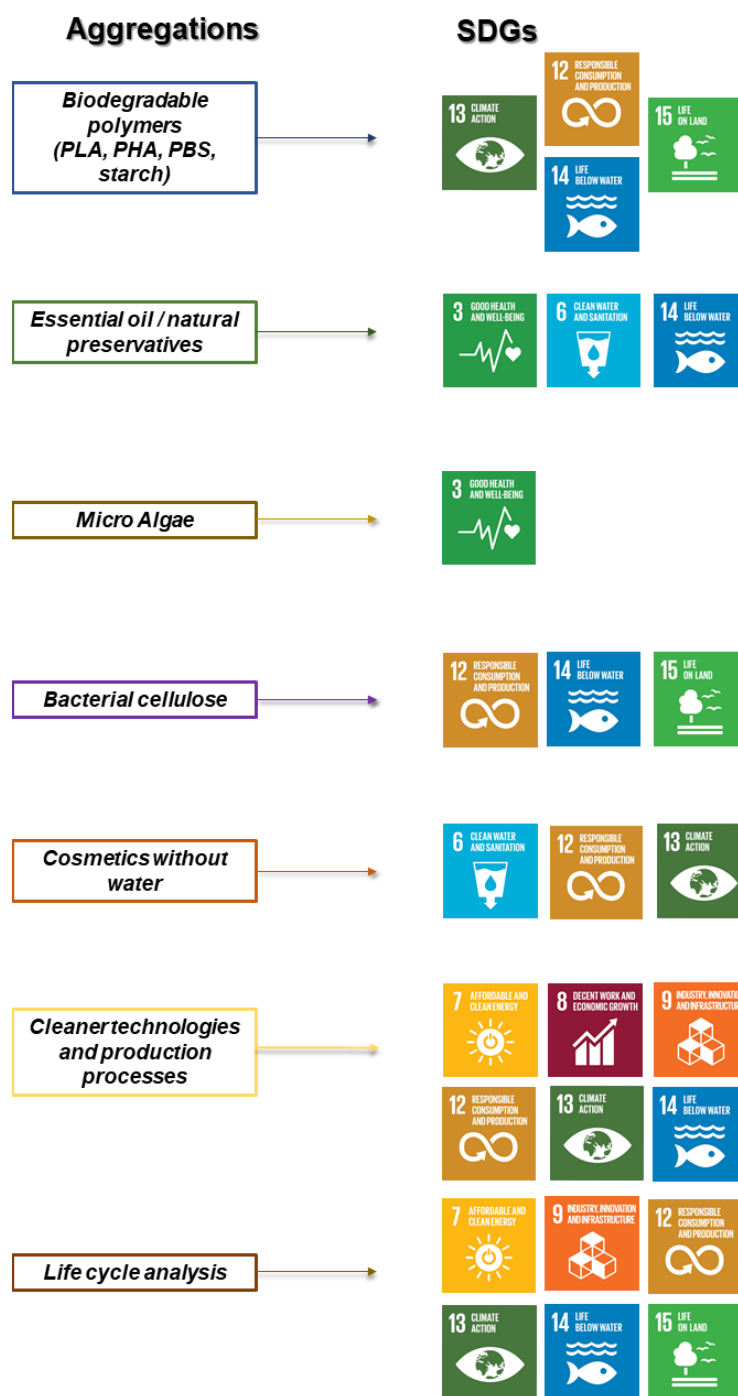 Aggregations
SDGs
Biodegradable
polymers
(PLA, PHA, PBS,
starch)
13 CLIMATE
ACTION
12 RESPONSIBLE
CONSUMPTION
AND PRODUCTION
15 LIFE
ON LAND
14 LIFE
BELOW WATER
Essential oil / natural
preservatives
3 GOOD HEALTH
AND WELL-BEING
6 CLEAN WATER
AND SANITATION
14 LIFE
BELOW WATER
Micro Algae
3 GOOD HEALTH
AND WELL-BEING
Bacterial cellulose
12 RESPONSIBLE
CONSUMPTION
AND PRODUCTION
14 LIFE
BELOW WATER
15 LIFE
ON LAND
Cosmetics without
water
6 CLEAN WATER
AND SANITATION
12 RESPONSIBLE
CONSUMPTION
AND PRODUCTION
13 CLIMATE
ACTION
Cleaner technologies
and production
processes
7 AFFORDABLE AND
CLEAN ENERGY
8 DECENT WORK AND
ECONOMIC GROWTH
9 INDUSTRY, INNOVATION
AND INFRASTRUCTURE
12 RESPONSIBLE
CONSUMPTION
AND PRODUCTION
13 CLIMATE
ACTION
14 LIFE
BELOW WATER
Life cycle analysis
7 AFFORDABLE AND
CLEAN ENERGY
9 INDUSTRY, INNOVATION
AND INFRASTRUCTURE
12 RESPONSIBLE
CONSUMPTION
AND PRODUCTION
13 CLIMATE
ACTION
14 LIFE
BELOW WATER
15 LIFE
ON LAND